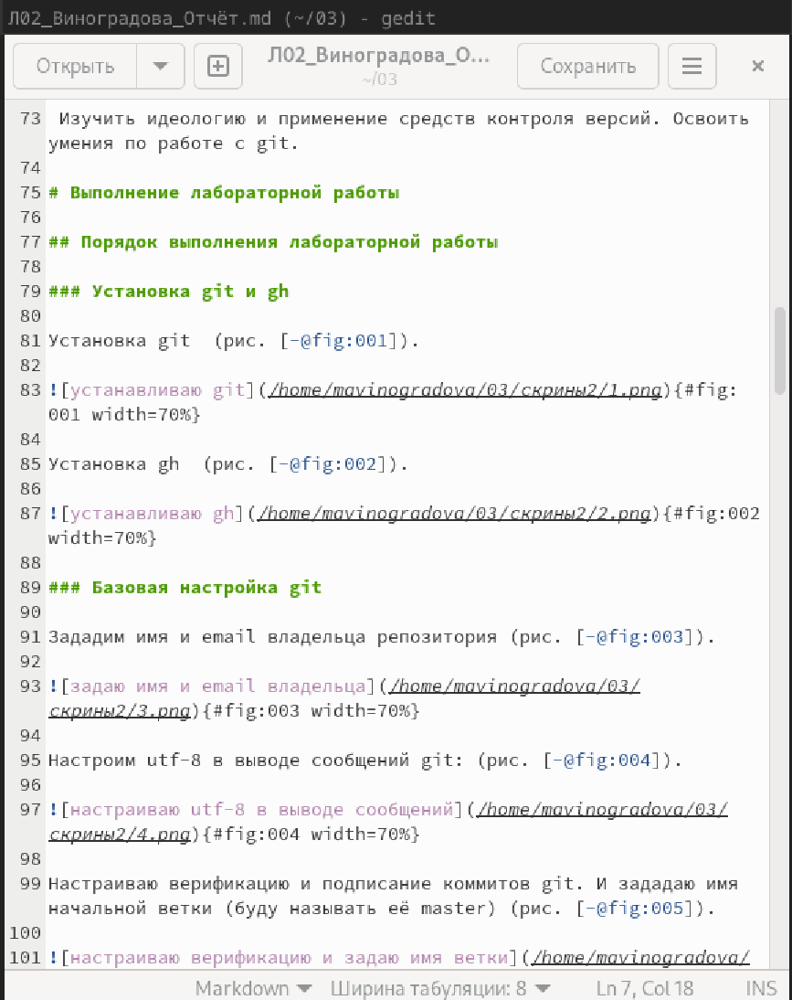 Л02_Виноградова_Отчёт.md (~/03) - gedit
Открыть
Л02_Виноградова_О...
~/03
Сохранить
73 Изучить идеологию и применение средств контроля версий. Освоить
умения по работе с git.
74
75 # Выполнение лабораторной работы
76
77 ## Порядок выполнения лабораторной работы
78
79 ### Установка git и gh
80
81 Установка git  (рис. [-@fig:001]).
82
83 ![устанавливаю git](/home/mavinogradova/03/скрины2/1.png){#fig:
001 width=70%}
84
85 Установка gh  (рис. [-@fig:002]).
86
87 ![устанавливаю gh](/home/mavinogradova/03/скрины2/2.png){#fig:002
width=70%}
88
89 ### Базовая настройка git
90
91 Зададим имя и email владельца репозитория (рис. [-@fig:003]).
92
93 ![задаю имя и email владельца](/home/mavinogradova/03/
скрины2/3.png){#fig:003 width=70%}
94
95 Настроим utf-8 в выводе сообщений git: (рис. [-@fig:004]).
96
97 ![настраиваю utf-8 в выводе сообщений](/home/mavinogradova/03/
скрины2/4.png){#fig:004 width=70%}
98
99 Настраиваю верификацию и подписание коммитов git. И зададаю имя
начальной ветки (буду называть её master) (рис. [-@fig:005]).
100
101 ![настраиваю верификацию и задаю имя ветки](/home/mavinogradova/
Markdown Ширина табуляции: 8 Ln 7, Col 18 INS